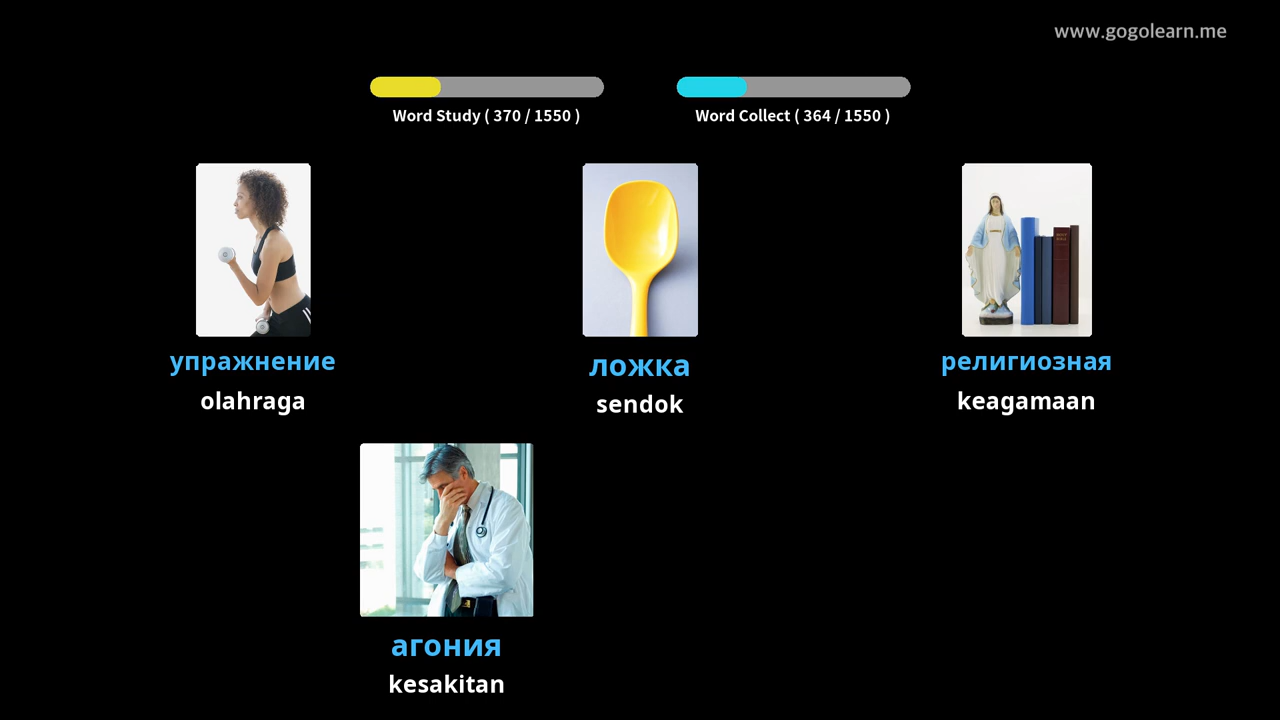 www.gogolearn.me
Word Study ( 370 / 1550 )
Word Collect ( 364 / 1550 )
упражнение
ложка
религиозная
olahraga
sendok
keagamaan
агония
kesakitan